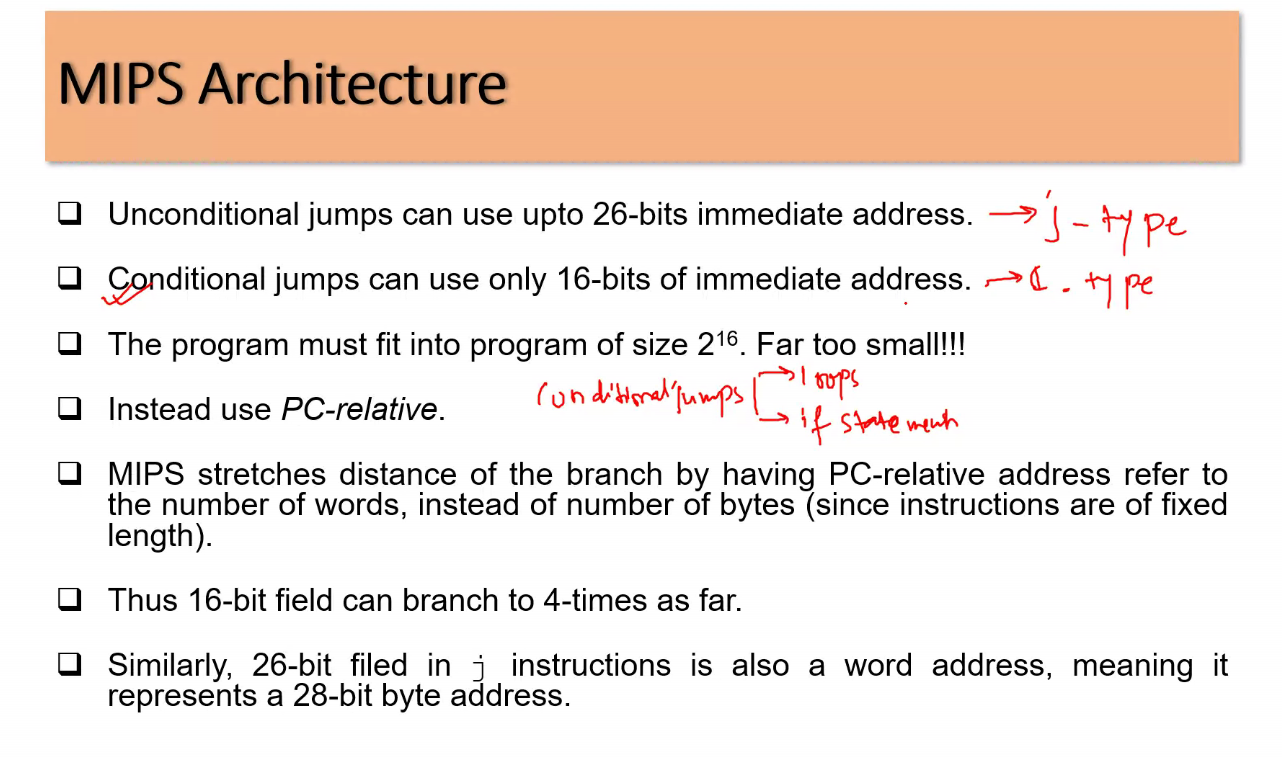 MIPS Architecture
❑ Unconditional jumps can use upto 26-bits immediate address. → j-type
❑ Conditional jumps can use only 16-bits of immediate address. → I-type
❑ The program must fit into program of size 2¹⁶. Far too small!!!
→ loops
❑ Instead use PC-relative. Conditional jumps
→ if statements
❑ MIPS stretches distance of the branch by having PC-relative address refer to
the number of words, instead of number of bytes (since instructions are of fixed
length).
❑ Thus 16-bit field can branch to 4-times as far.
❑ Similarly, 26-bit filed in j instructions is also a word address, meaning it
represents a 28-bit byte address.